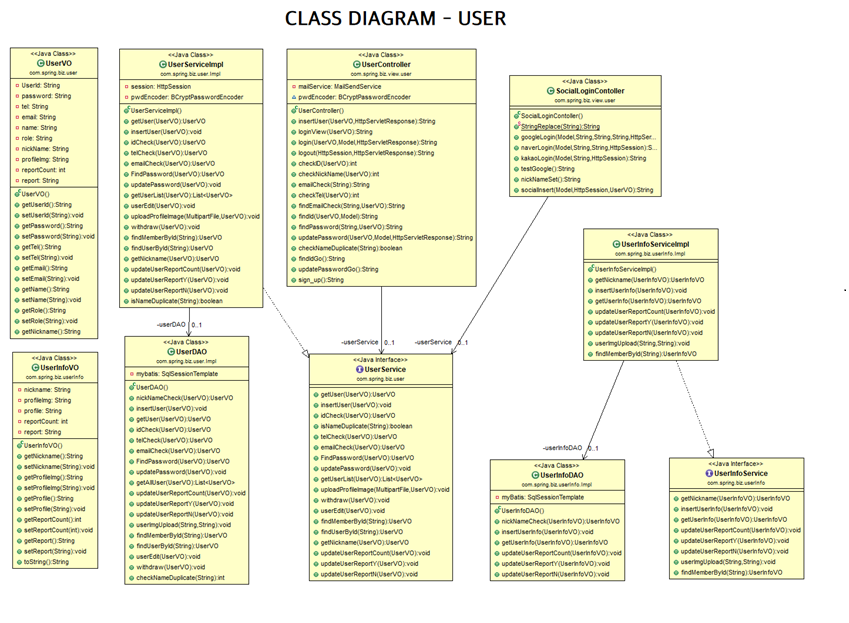 CLASS DIAGRAM - USER
<<Java Class>>
UserVO
com.spring.biz.user
UserId: String
password: String
tel: String
email: String
name: String
role: String
nickName: String
profileImg: String
reportCount: int
report: String
UserVO()
getUserId():String
setUserId(String):void
getPassword():String
setPassword(String):void
getTel():String
setTel(String):void
getEmail():String
setEmail(String):void
getName():String
setName(String):void
getRole():String
setRole(String):void
getNickname():String
<<Java Class>>
UserServiceImpl
com.spring.biz.user.Impl
session: HttpSession
pwdEncoder: BCryptPasswordEncoder
UserServiceImpl()
getUser(UserVO):UserVO
insertUser(UserVO):void
idCheck(UserVO):UserVO
telCheck(UserVO):UserVO
emailCheck(UserVO):UserVO
FindPassword(UserVO):UserVO
updatePassword(UserVO):void
getUserList(UserVO):List<UserVO>
userEdit(UserVO):void
uploadProfileImage(MultipartFile,UserVO):void
withdraw(UserVO):void
findMemberById(String):UserVO
findUserById(String):UserVO
getNickname(UserVO):UserVO
updateUserReportCount(UserVO):void
updateUserReportY(UserVO):void
updateUserReportN(UserVO):void
isNameDuplicate(String):boolean
<<Java Class>>
UserController
com.spring.biz.view.user
mailService: MailSendService
pwdEncoder: BCryptPasswordEncoder
UserController()
insertUser(UserVO,HttpServletResponse):String
loginView(UserVO):String
login(UserVO,Model,HttpServletResponse):String
logout(HttpSession,HttpServletResponse):String
checkID(UserVO):int
checkNickName(UserVO):int
emailCheck(String):String
checkTel(UserVO):int
findEmailCheck(String,UserVO):String
findId(UserVO,Model):String
findPassword(String,UserVO):String
updatePassword(UserVO,Model,HttpServletResponse):String
checkNameDuplicate(String):boolean
findIdGo():String
updatePasswordGo():String
sign_up():String
<<Java Class>>
SocialLoginContoller
com.spring.biz.view.user
SocialLoginContoller()
StringReplace(String):String
googleLogin(Model,String,String,String,HttpSer...
naverLogin(Model,String,String,HttpSession):S...
kakaoLogin(Model,String,HttpSession):String
testGoogle():String
nickNameSet():String
socialInsert(Model,HttpSession,UserVO):String
<<Java Class>>
UserInfoServiceImpl
com.spring.biz.userInfo.Impl
UserInfoServiceImpl()
getNickname(UserInfoVO):UserInfoVO
insertUserInfo(UserInfoVO):void
getUserInfo(UserInfoVO):UserInfoVO
updateUserReportCount(UserInfoVO):void
updateUserReportY(UserInfoVO):void
updateUserReportN(UserInfoVO):void
userImgUpload(String,String):void
findMemberById(String):UserInfoVO
-userDAO 0..1
-userService 0..1
-userService 0..1
-userInfoDAO 0..1
<<Java Class>>
UserInfoVO
com.spring.biz.userInfo
nickname: String
profileImg: String
profile: String
reportCount: int
report: String
UserInfoVO()
getNickname():String
setNickname(String):void
getProfileImg():String
setProfileImg(String):void
getProfile():String
setProfile(String):void
getReportCount():int
setReportCount(int):void
getReport():String
setReport(String):void
toString():String
<<Java Class>>
UserDAO
com.spring.biz.user.Impl
mybatis: SqlSessionTemplate
UserDAO()
nickNameCheck(UserVO):UserVO
insertUser(UserVO):void
getUser(UserVO):UserVO
idCheck(UserVO):UserVO
telCheck(UserVO):UserVO
emailCheck(UserVO):UserVO
FindPassword(UserVO):UserVO
updatePassword(UserVO):void
getAllUser(UserVO):List<UserVO>
updateUserReportCount(UserVO):void
updateUserReportY(UserVO):void
updateUserReportN(UserVO):void
userImgUpload(String,String):void
findMemberById(String):UserVO
findUserById(String):UserVO
userEdit(UserVO):void
withdraw(UserVO):void
checkNameDuplicate(String):int
<<Java Interface>>
UserService
com.spring.biz.user
getUser(UserVO):UserVO
insertUser(UserVO):void
idCheck(UserVO):UserVO
isNameDuplicate(String):boolean
telCheck(UserVO):UserVO
emailCheck(UserVO):UserVO
FindPassword(UserVO):UserVO
updatePassword(UserVO):void
getUserList(UserVO):List<UserVO>
uploadProfileImage(MultipartFile,UserVO):void
withdraw(UserVO):void
userEdit(UserVO):void
findMemberById(String):UserVO
findUserById(String):UserVO
getNickname(UserVO):UserVO
updateUserReportCount(UserVO):void
updateUserReportY(UserVO):void
updateUserReportN(UserVO):void
<<Java Class>>
UserInfoDAO
com.spring.biz.userInfo.Impl
myBatis: SqlSessionTemplate
UserInfoDAO()
nickNameCheck(UserInfoVO):UserInfoVO
insertUserInfo(UserInfoVO):void
getUserInfo(UserInfoVO):UserInfoVO
updateUserReportCount(UserInfoVO):void
updateUserReportY(UserInfoVO):void
updateUserReportN(UserInfoVO):void
<<Java Interface>>
UserInfoService
com.spring.biz.userInfo
getNickname(UserInfoVO):UserInfoVO
insertUserInfo(UserInfoVO):void
getUserInfo(UserInfoVO):UserInfoVO
updateUserReportCount(UserInfoVO):void
updateUserReportY(UserInfoVO):void
updateUserReportN(UserInfoVO):void
userImgUpload(String,String):void
findMemberById(String):UserInfoVO